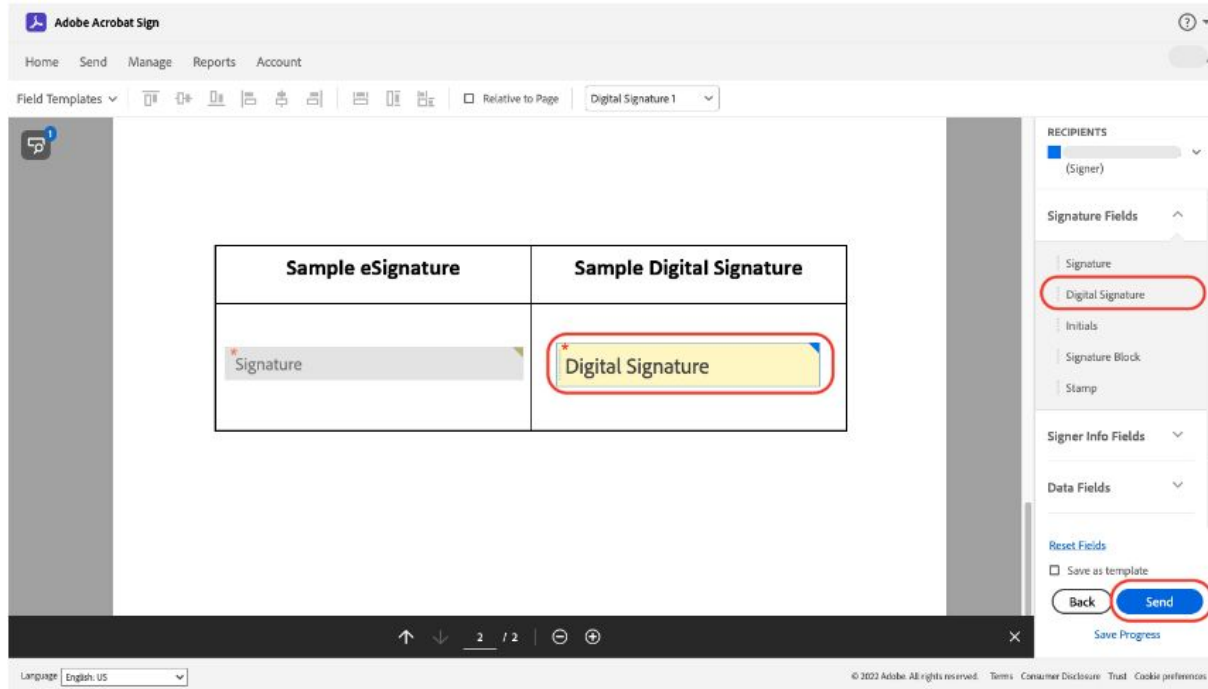 Adobe Acrobat Sign
Home Send Manage Reports Account
Field Templates Relative to Page Digital Signature 1
1
RECIPIENTS
(Signer)
Signature Fields
Signature
Digital Signature
Initials
Signature Block
Stamp
Signer Info Fields
Data Fields
Reset Fields
Save as template
Back Send
Save Progress
Sample eSignature Sample Digital Signature
* Signature * Digital Signature
2 / 2
Language English: US © 2022 Adobe. All rights reserved. Terms Consumer Disclosure Trust Cookie preferences